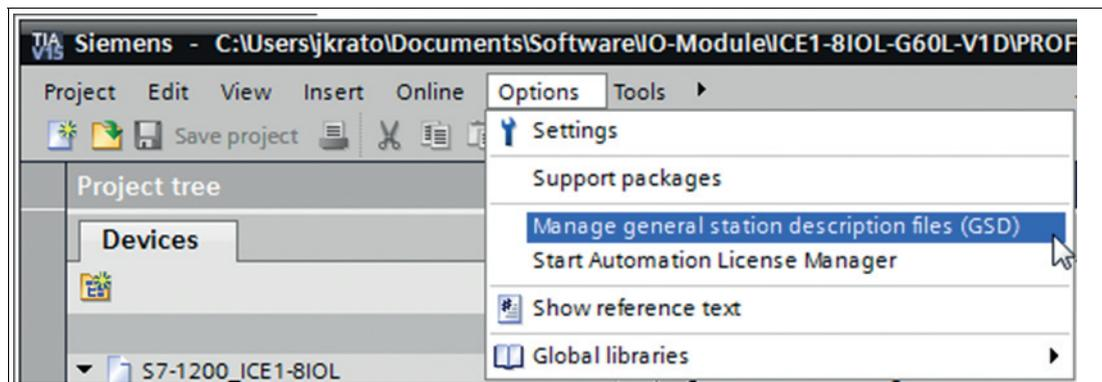 TIA V15 Siemens - C:\Users\jkrato\Documents\Software\IO-Module\ICE1-8IOL-G60L-V1D\PROF
Project Edit View Insert Online Options Tools
Save project
Settings
Support packages
Project tree
Manage general station description files (GSD)
Devices
Start Automation License Manager
Show reference text
Global libraries
S7-1200_ICE1-8IOL